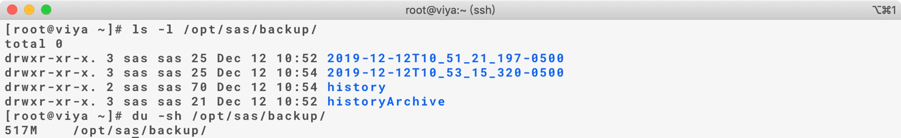 root@viya:~ (ssh)
⌥⌘1
[root@viya ~]# ls -l /opt/sas/backup/
total 0
drwxr-xr-x. 3 sas sas 25 Dec 12 10:52 2019-12-12T10_51_21_197-0500
drwxr-xr-x. 3 sas sas 25 Dec 12 10:54 2019-12-12T10_53_15_320-0500
drwxr-xr-x. 2 sas sas 70 Dec 12 10:54 history
drwxr-xr-x. 3 sas sas 21 Dec 12 10:52 historyArchive
[root@viya ~]# du -sh /opt/sas/backup/
517M    /opt/sas/backup/